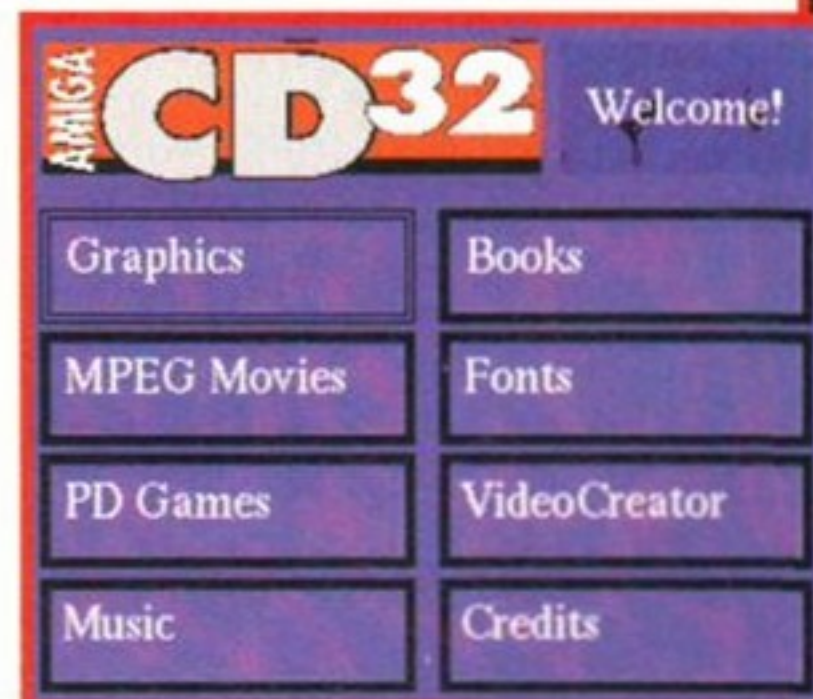 AMIGA CD32 Welcome!
Graphics
Books
MPEG Movies
Fonts
PD Games
VideoCreator
Music
Credits